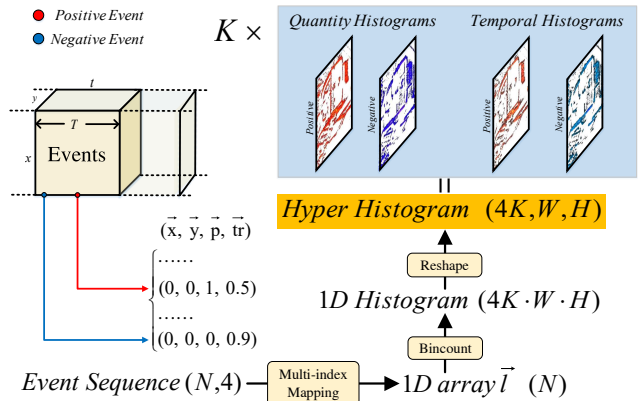 Positive Event
Negative Event
K ×
Quantity Histograms
Temporal Histograms
Positive
Negative
Positive
Negative
t
y
T
x
Events
Hyper Histogram (4K,W,H)
(x⃗, y⃗, p⃗, tr⃗)
......
(0, 0, 1, 0.5)
......
(0, 0, 0, 0.9)
Reshape
1D Histogram (4K·W·H)
Bincount
Event Sequence (N,4)
Multi-index
Mapping
1D array l⃗ (N)